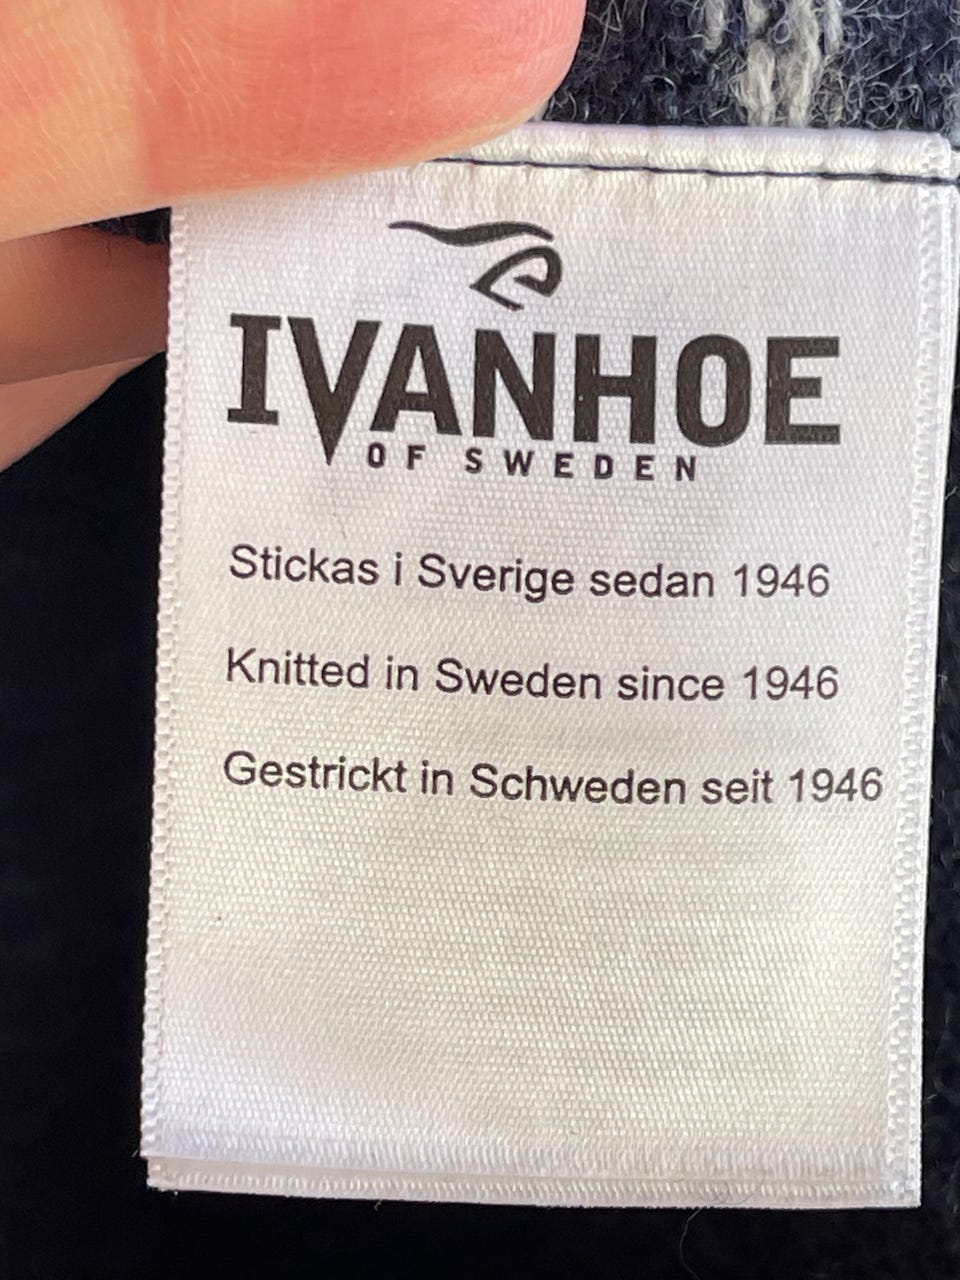 IVANHOE
OF SWEDEN
Stickas i Sverige sedan 1946
Knitted in Sweden since 1946
Gestrickt in Schweden seit 1946